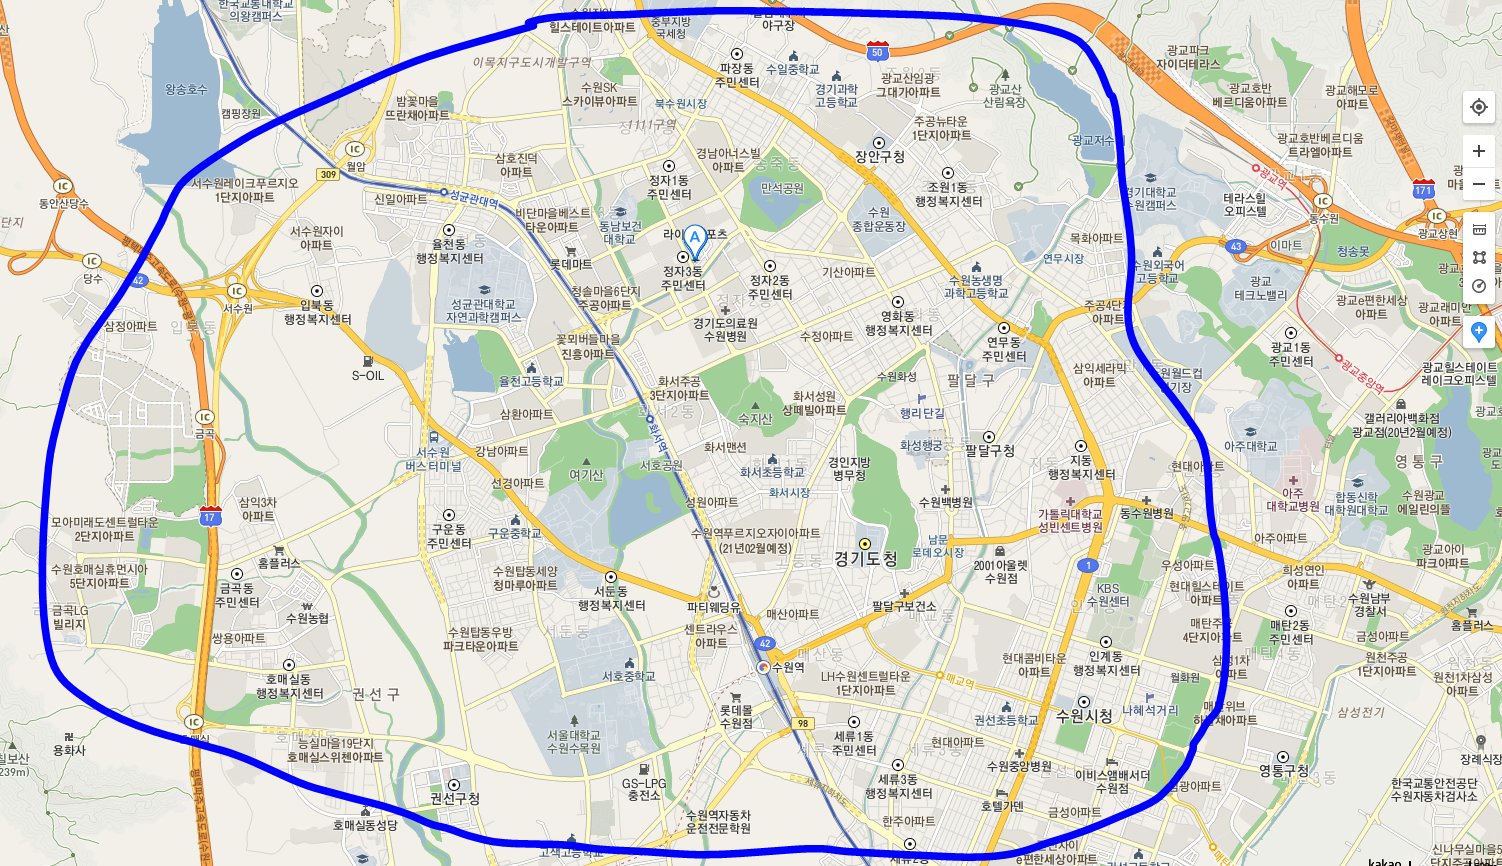 한국교통대학교
의왕캠퍼스
힐스테이트아파트
중부지방
국세청
야구장
50
이목지구도시개발구역
파장동
주민센터
수일중학교
경기과학
고등학교
광교산임광
그대가아파트
광교산
산림욕장
광교파크
자이더테라스
왕송호수
캠핑장원
밤꽃마을
뜨란채아파트
수원SK
스카이뷰아파트
북수원시장
111구역
주공뉴타운
1단지아파트
광교저수지
광교호반
베르디움아파트
광교해모로
아파트
광교호반베르디움
트라엘아파트
IC
월암
309
삼호진덕
아파트
경남아너스빌
아파트
정자1동
주민센터
만석공원
장안구청
조원1동
주민센터
경기대학교
수원캠퍼스
광교역
171
서수원레이크푸르지오
1단지아파트
동안산당수
신일아파트
성균관대역
비단마을베스트
타운아파트
동남보건
대학교
수원
종합운동장
테라스힐
오피스텔
동수원
광교상현
서수원자이
아파트
율천동
행정복지센터
롯데마트
A
정자3동
주민센터
정자2동
주민센터
기산아파트
목화아파트
연무시장
수원외국어
고등학교
43
이마트
청송못
당수
42
서수원
입북동
행정복지센터
성균관대학교
자연과학캠퍼스
청솔마을6단지
주공아파트
수원농생명
과학고등학교
광교
테크노밸리
삼정아파트
경기도의료원
수원병원
영화동
행정복지센터
주공4단지
아파트
광교e편한세상
아파트
꽃뫼버들마을
진흥아파트
수정아파트
연무동
주민센터
광교1동
주민센터
S-OIL
율천고등학교
화서주공
3단지아파트
수원화성
팔달구
삼익세라믹
아파트
광교중앙역
광교힐스테이트
레이크오피스텔
삼환아파트
화서역
숙지산
화서성원
상떼빌아파트
행리단길
갤러리아백화점
광교점(20년2월예정)
금곡
서수원
버스터미널
강남아파트
화서맨션
화성행궁
팔달구청
지동
행정복지센터
아주대학교
영통구
여기산
서호공원
화서초등학교
경인지방
병무청
현대아파트
선경아파트
화서시장
수원백병원
가톨릭대학교
성빈센트병원
동수원병원
아주
대학교병원
합동신학
대학원대학교
수원광교
에일린의뜰
삼익3차
아파트
17
성원아파트
모아미래도센트럴타운
2단지아파트
구운동
주민센터
구운중학교
수원역푸르지오자이아파트
(21년02월예정)
경기도청
남문
로데오시장
2001아울렛
수원점
아주아파트
홈플러스
수원호매실휴먼시아
5단지아파트
금곡동
주민센터
수원탑동세양
청마루아파트
서둔동
행정복지센터
1
우성아파트
희성연인
아파트
광교아이
파크아파트
금곡LG
빌리지
수원농협
파티웨딩유
매산아파트
팔달구보건소
KBS
수원센터
현대힐스테이트
아파트
매탄2동
주민센터
수원남부
경찰서
홈플러스
쌍용아파트
수원탑동우방
파크타운아파트
센트라우스
아파트
42
매산동
매탄주공
4단지아파트
금성아파트
호매실동
행정복지센터
권선구
서호중학교
수원역
LH수원센트럴타운
1단지아파트
매교역
현대콤비타운
아파트
인계동
행정복지센터
삼성1차
아파트
원천주공
1단지아파트
원천1차삼성
아파트
월화원
롯데몰
수원점
권선초등학교
수원시청
나혜석거리
삼성전기
서울대학교
수원수목원
98
세류1동
주민센터
현대아파트
용화사
능실마을19단지
호매실스위첸아파트
수원중앙병원
이비스앰배서더
수원점
영통구청
장례식장
권선구청
GS-LPG
충전소
세류3동
행정복지센터
호텔가덴
금성아파트
한국교통안전공단
수원자동차검사소
호매실동성당
수원역자동차
운전전문학원
한주아파트
고색고등학교
e편한세상아파트
신나무실마을5
kakao